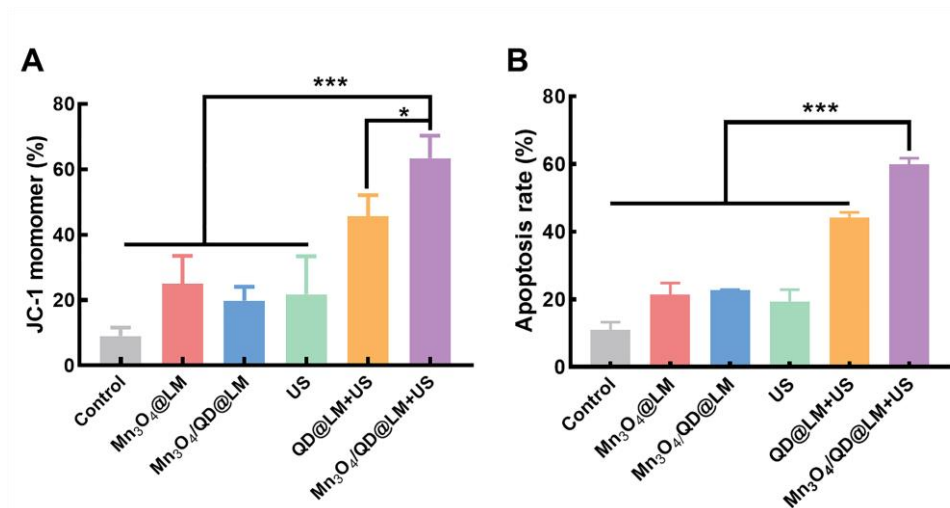 A
***
*
JC-1 momomer (%)
80
60
40
20
0
Control
Mn₃O₄@LM
Mn₃O₄/QD@LM
US
QD@LM+US
Mn₃O₄/QD@LM+US
B
***
Apoptosis rate (%)
80
60
40
20
0
Control
Mn₃O₄@LM
Mn₃O₄/QD@LM
US
QD@LM+US
Mn₃O₄/QD@LM+US